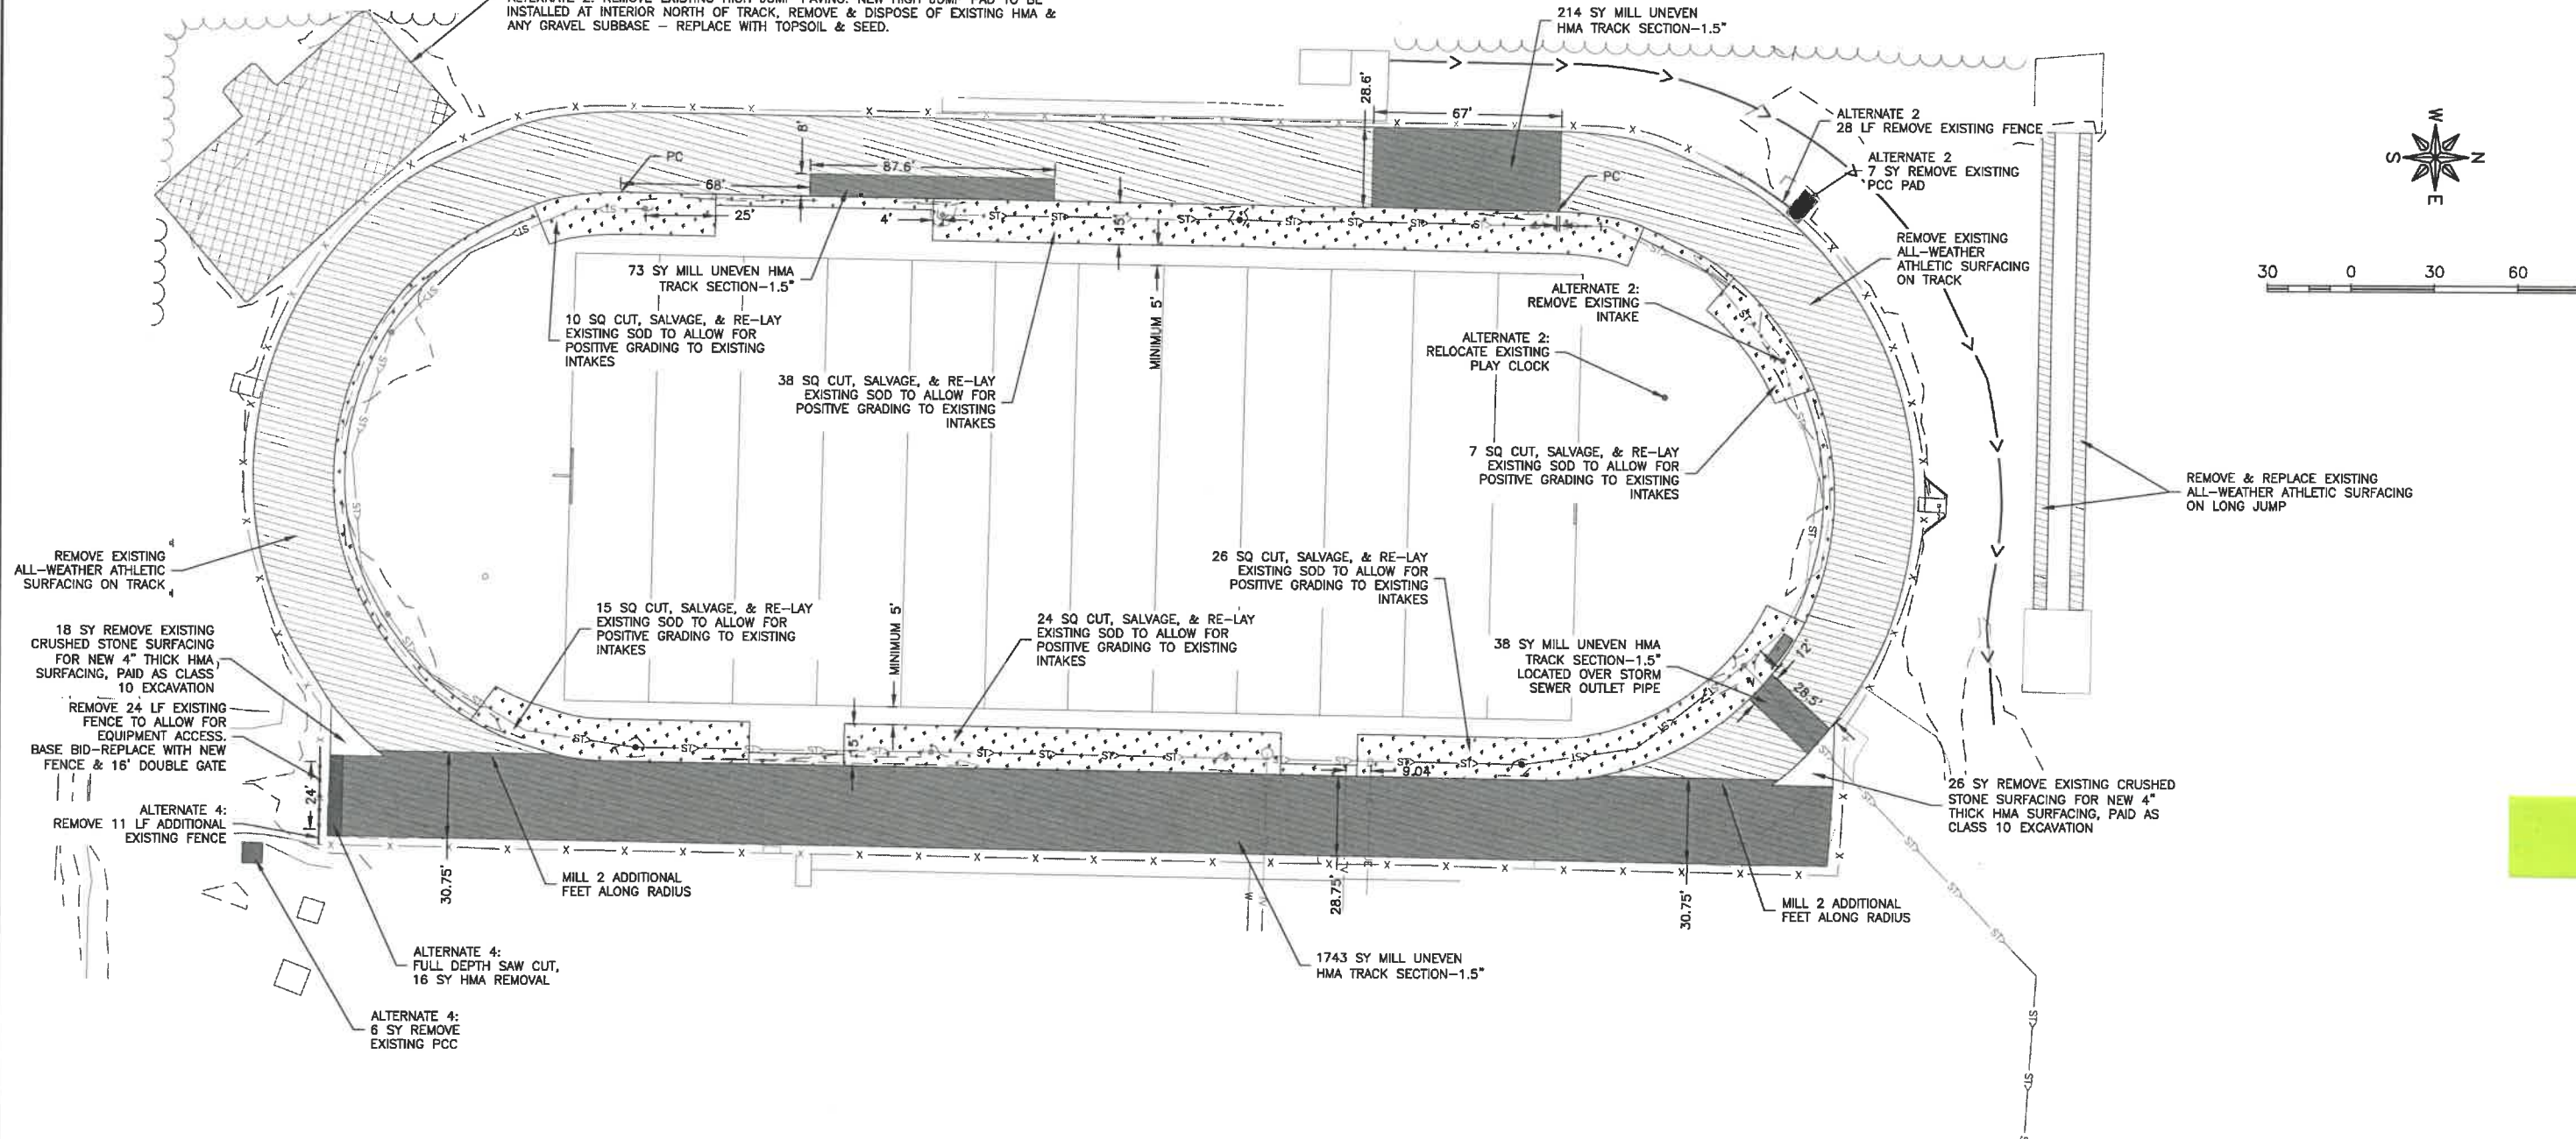 INSTALLED AT INTERIOR NORTH OF TRACK, REMOVE & DISPOSE OF EXISTING HMA &
ANY GRAVEL SUBBASE - REPLACE WITH TOPSOIL & SEED.
214 SY MILL UNEVEN
HMA TRACK SECTION-1.5"
28.6'
67'
ALTERNATE 2
28 LF REMOVE EXISTING FENCE
ALTERNATE 2
7 SY REMOVE EXISTING
PCC PAD
W
S
N
E
30 0 30 60
8'
PC
87.6'
68'
25'
4'
15'
PC
REMOVE EXISTING
ALL-WEATHER
ATHLETIC SURFACING
ON TRACK
73 SY MILL UNEVEN HMA
TRACK SECTION-1.5"
10 SQ CUT, SALVAGE, & RE-LAY
EXISTING SOD TO ALLOW FOR
POSITIVE GRADING TO EXISTING
INTAKES
38 SQ CUT, SALVAGE, & RE-LAY
EXISTING SOD TO ALLOW FOR
POSITIVE GRADING TO EXISTING
INTAKES
MINIMUM 5'
ALTERNATE 2:
REMOVE EXISTING
INTAKE
ALTERNATE 2:
RELOCATE EXISTING
PLAY CLOCK
7 SQ CUT, SALVAGE, & RE-LAY
EXISTING SOD TO ALLOW FOR
POSITIVE GRADING TO EXISTING
INTAKES
REMOVE & REPLACE EXISTING
ALL-WEATHER ATHLETIC SURFACING
ON LONG JUMP
REMOVE EXISTING
ALL-WEATHER ATHLETIC
SURFACING ON TRACK
18 SY REMOVE EXISTING
CRUSHED STONE SURFACING
FOR NEW 4" THICK HMA
SURFACING, PAID AS CLASS
10 EXCAVATION
REMOVE 24 LF EXISTING
FENCE TO ALLOW FOR
EQUIPMENT ACCESS.
BASE BID-REPLACE WITH NEW
FENCE & 16' DOUBLE GATE
ALTERNATE 4:
REMOVE 11 LF ADDITIONAL
EXISTING FENCE
15 SQ CUT, SALVAGE, & RE-LAY
EXISTING SOD TO ALLOW FOR
POSITIVE GRADING TO EXISTING
INTAKES
MINIMUM 5'
24 SQ CUT, SALVAGE, & RE-LAY
EXISTING SOD TO ALLOW FOR
POSITIVE GRADING TO EXISTING
INTAKES
26 SQ CUT, SALVAGE, & RE-LAY
EXISTING SOD TO ALLOW FOR
POSITIVE GRADING TO EXISTING
INTAKES
38 SY MILL UNEVEN HMA
TRACK SECTION-1.5"
LOCATED OVER STORM
SEWER OUTLET PIPE
12'
28.5'
15'
9.04'
24'
30.75'
28.75'
30.75'
26 SY REMOVE EXISTING CRUSHED
STONE SURFACING FOR NEW 4"
THICK HMA SURFACING, PAID AS
CLASS 10 EXCAVATION
MILL 2 ADDITIONAL
FEET ALONG RADIUS
MILL 2 ADDITIONAL
FEET ALONG RADIUS
1743 SY MILL UNEVEN
HMA TRACK SECTION-1.5"
ALTERNATE 4:
FULL DEPTH SAW CUT,
16 SY HMA REMOVAL
ALTERNATE 4:
6 SY REMOVE
EXISTING PCC